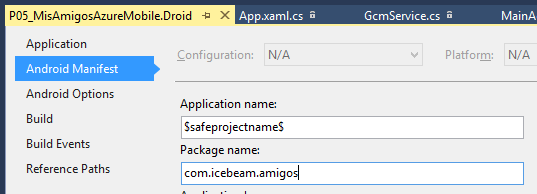 P05_MisAmigosAzureMobile.Droid App.xaml.cs GcmService.cs MainA
Application
Configuration: N/A Platform: N/A
Android Manifest
Android Options
Application name:
Build
$safeprojectname$
Build Events
Package name:
Reference Paths
com.icebeam.amigos